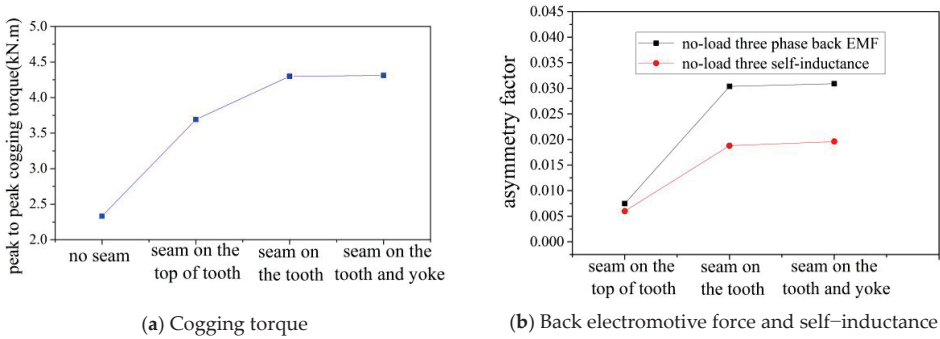 peak to peak cogging torque(kN.m)
5.0
4.5
4.0
3.5
3.0
2.5
2.0
no seam
seam on the
top of tooth
seam on
the tooth
seam on the
tooth and yoke
(a) Cogging torque
asymmetry factor
0.045
0.040
0.035
0.030
0.025
0.020
0.015
0.010
0.005
0.000
no-load three phase back EMF
no-load three self-inductance
seam on the
top of tooth
seam on
the tooth
seam on the
tooth and yoke
(b) Back electromotive force and self−inductance